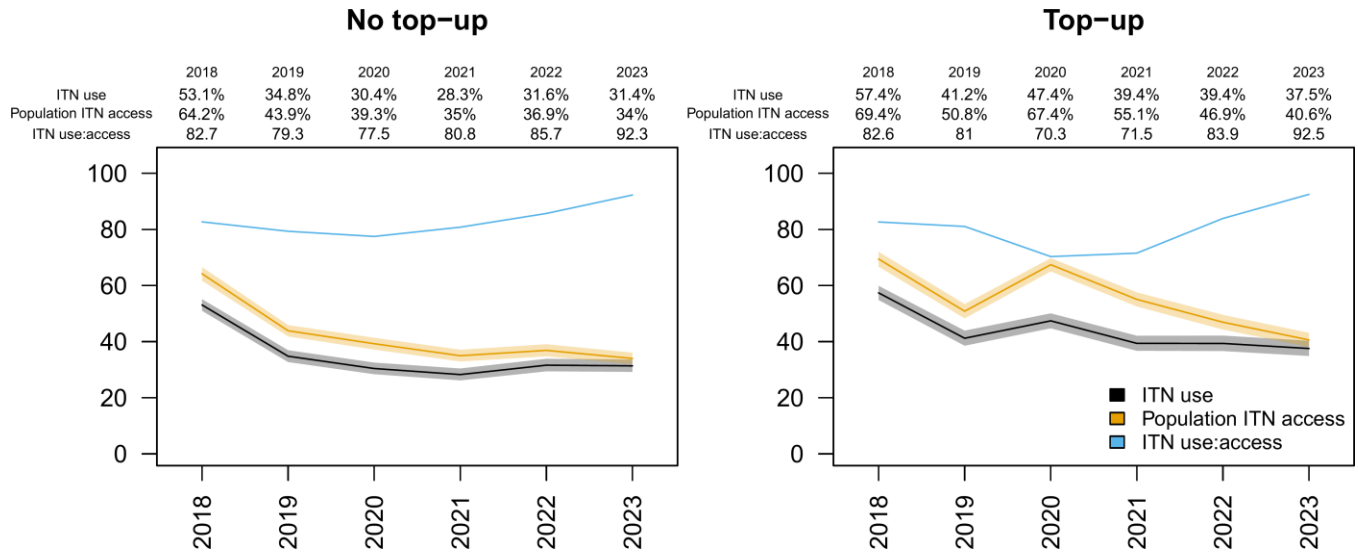 No top-up
2018 2019 2020 2021 2022 2023
ITN use 53.1% 34.8% 30.4% 28.3% 31.6% 31.4%
Population ITN access 64.2% 43.9% 39.3% 35% 36.9% 34%
ITN use:access 82.7 79.3 77.5 80.8 85.7 92.3
100
80
60
40
20
0
2018 2019 2020 2021 2022 2023
Top-up
2018 2019 2020 2021 2022 2023
ITN use 57.4% 41.2% 47.4% 39.4% 39.4% 37.5%
Population ITN access 69.4% 50.8% 67.4% 55.1% 46.9% 40.6%
ITN use:access 82.6 81 70.3 71.5 83.9 92.5
100
80
60
40
20
0
ITN use
Population ITN access
ITN use:access
2018 2019 2020 2021 2022 2023